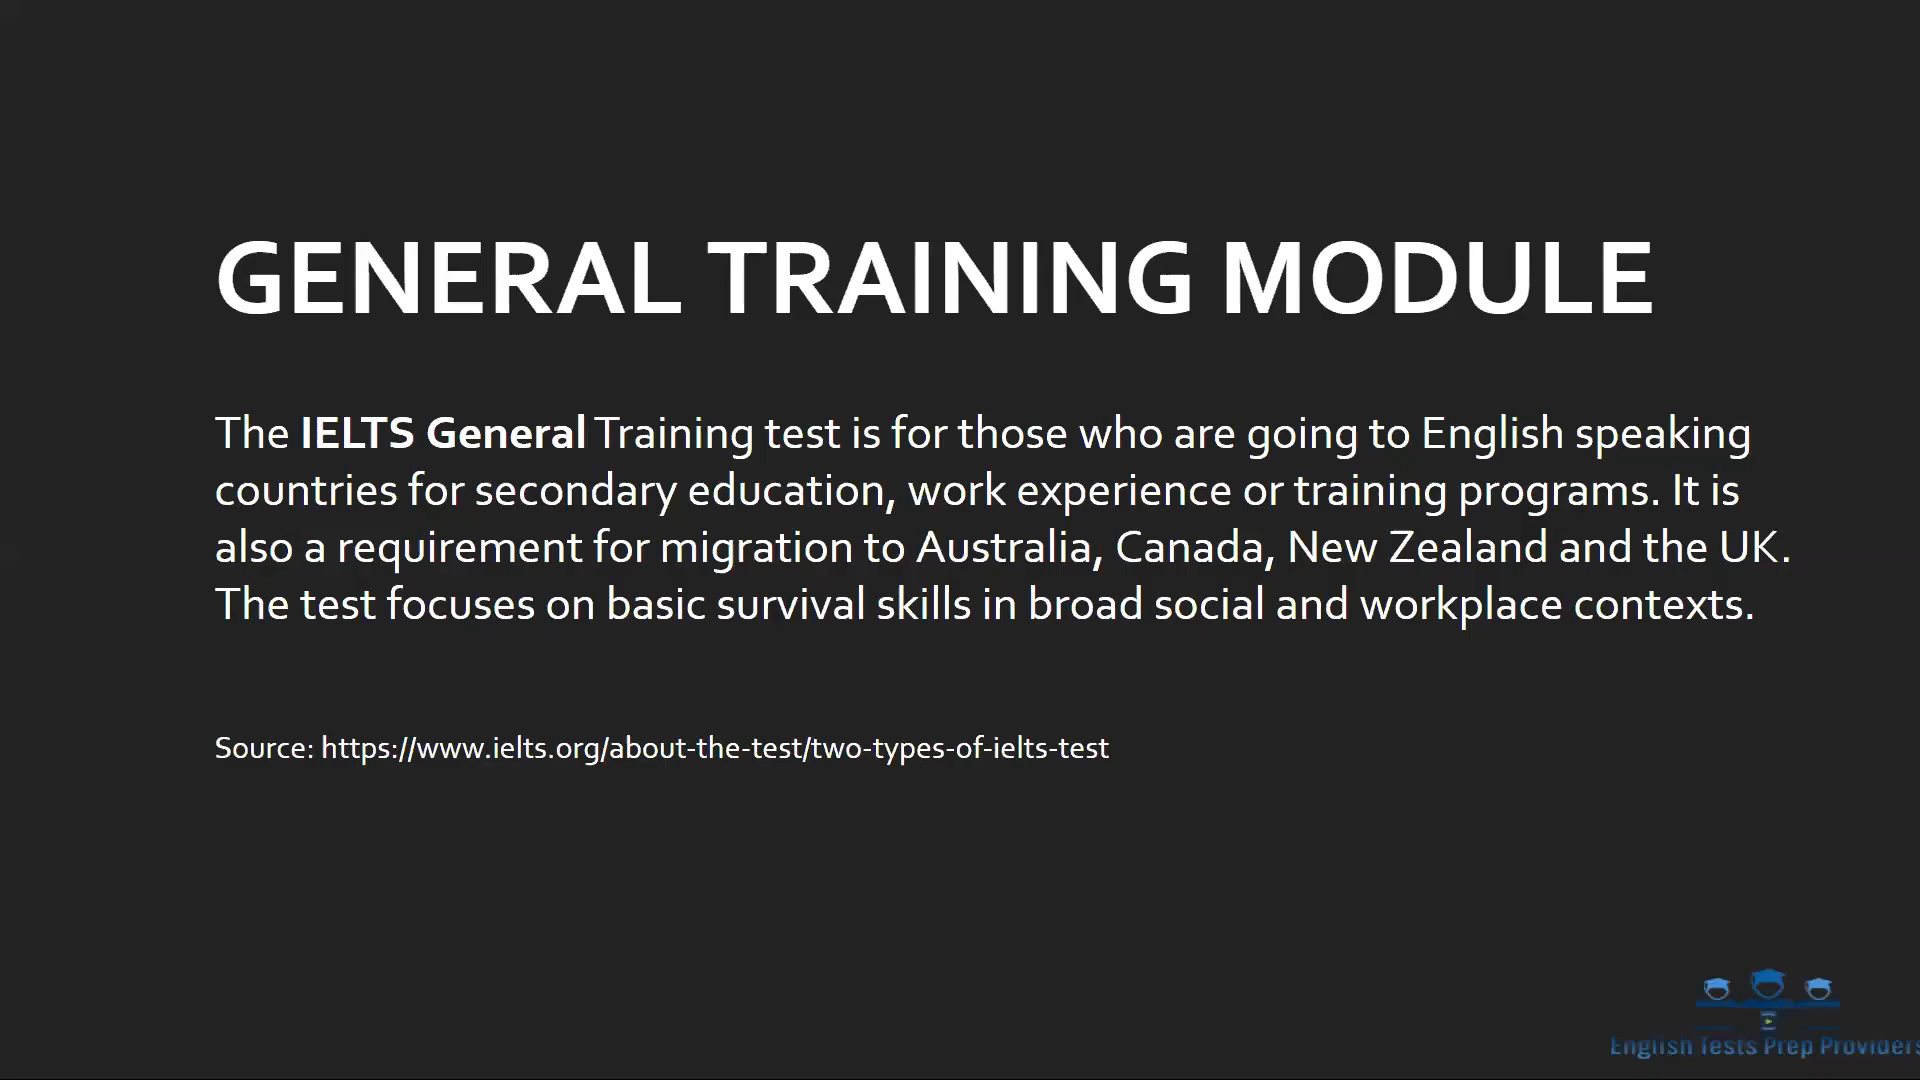 GENERAL TRAINING MODULE
The IELTS General Training test is for those who are going to English speaking
countries for secondary education, work experience or training programs. It is
also a requirement for migration to Australia, Canada, New Zealand and the UK.
The test focuses on basic survival skills in broad social and workplace contexts.
Source: https://www.ielts.org/about-the-test/two-types-of-ielts-test
English Tests Prep Providers